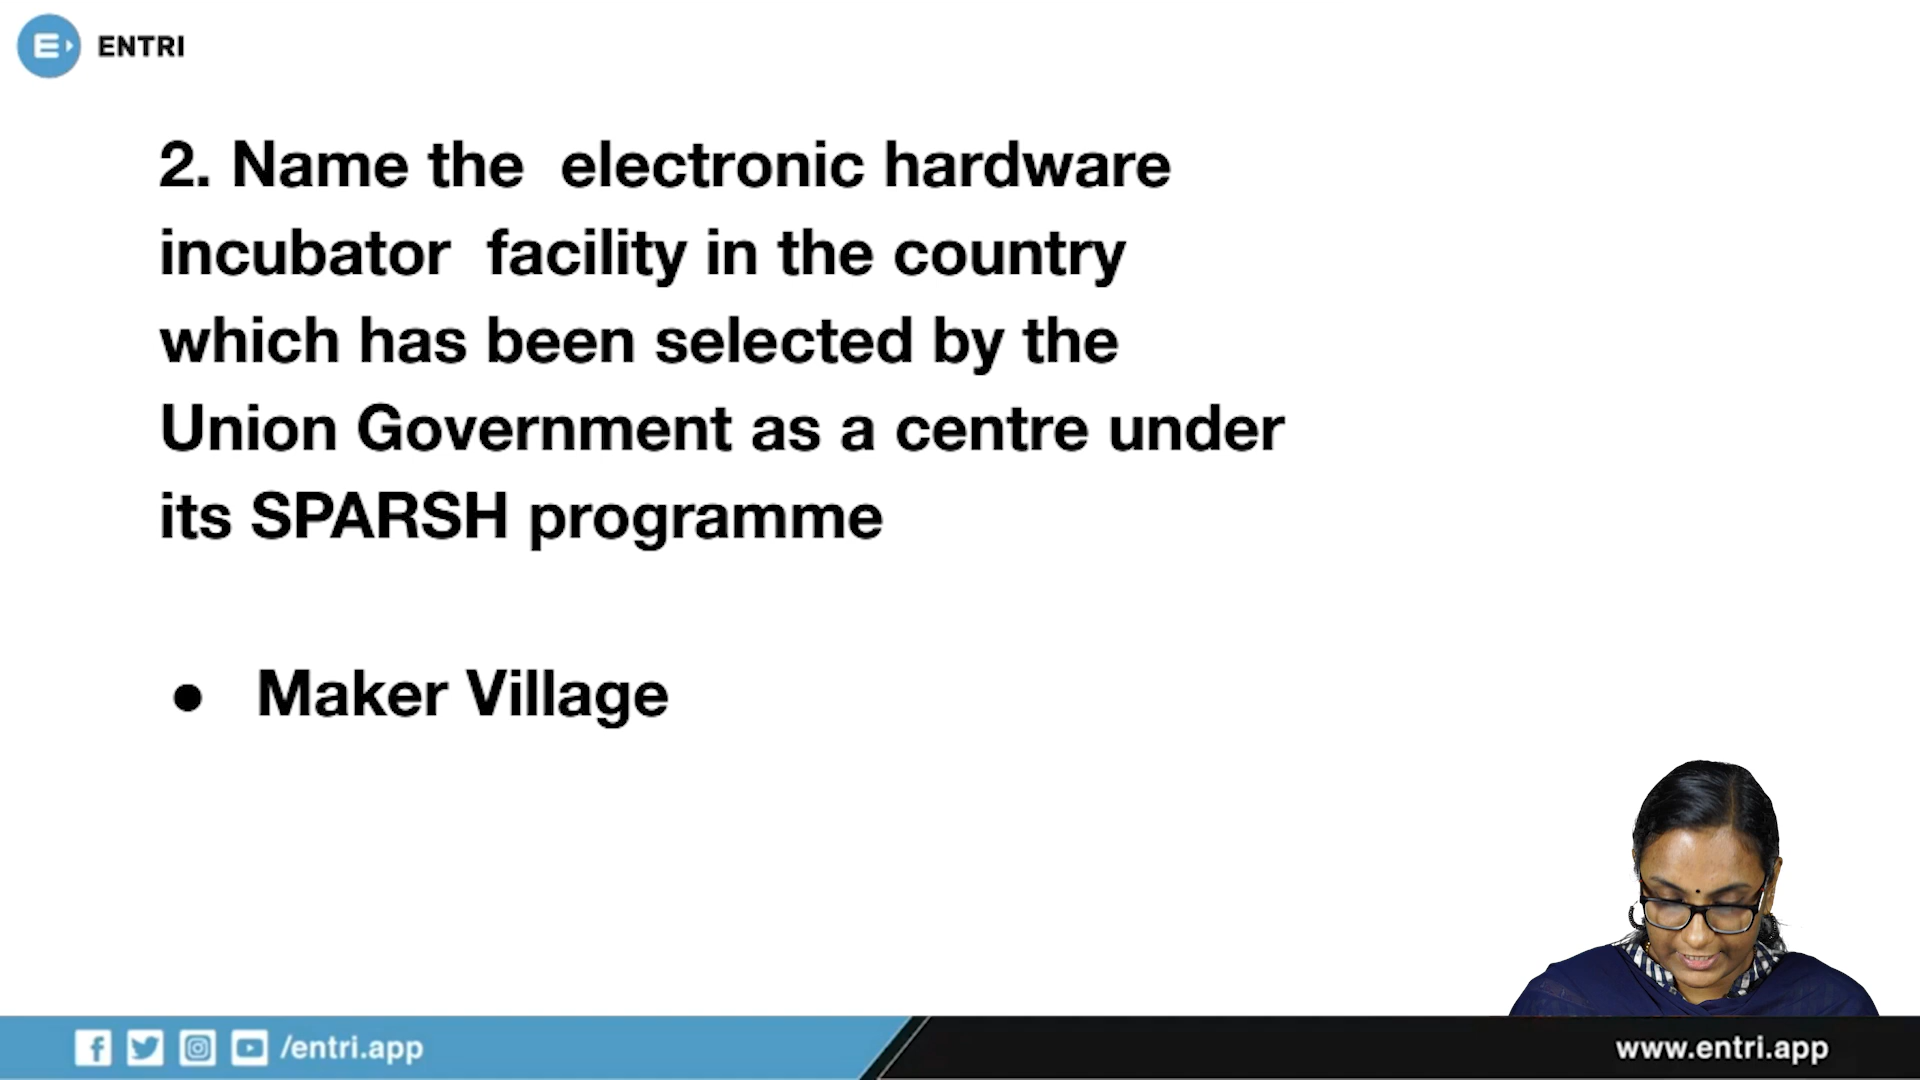 ENTRI
2. Name the electronic hardware
incubator facility in the country
which has been selected by the
Union Government as a centre under
its SPARSH programme
● Maker Village
/entri.app
www.entri.app